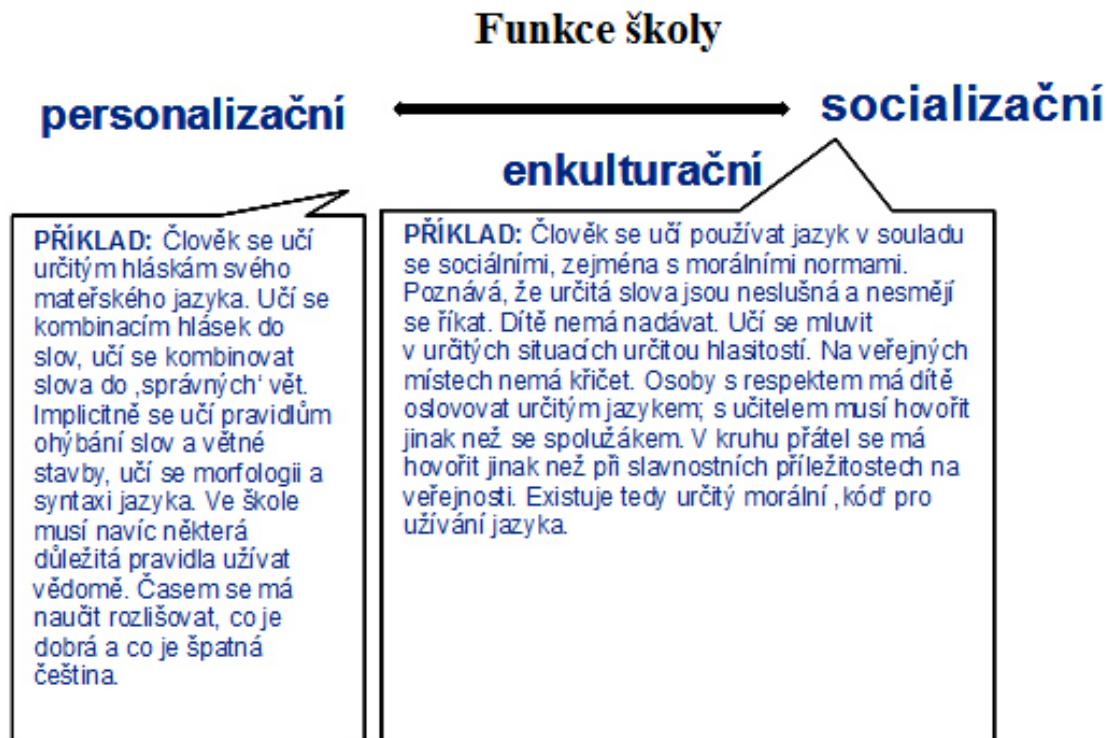 Funkce školy
personalizační
socializační
enkulturační
PŘÍKLAD: Člověk se učí
určitým hláskám svého
mateřského jazyka. Učí se
kombinacím hlásek do
slov, učí se kombinovat
slova do ‚správných‘ vět.
Implicitně se učí pravidlům
ohýbání slov a větné
stavby, učí se morfologii a
syntaxi jazyka. Ve škole
musí navíc některá
důležitá pravidla užívat
vědomě. Časem se má
naučit rozlišovat, co je
dobrá a co je špatná
čeština.
PŘÍKLAD: Člověk se učí používat jazyk v souladu
se sociálními, zejména s morálními normami.
Poznává, že určitá slova jsou neslušná a nesmějí
se říkat. Dítě nemá nadávat. Učí se mluvit
v určitých situacích určitou hlasitostí. Na veřejných
místech nemá křičet. Osoby s respektem má dítě
oslovovat určitým jazykem; s učitelem musí hovořit
jinak než se spolužákem. V kruhu přátel se má
hovořit jinak než při slavnostních příležitostech na
veřejnosti. Existuje tedy určitý morální ‚kód‘ pro
užívání jazyka.